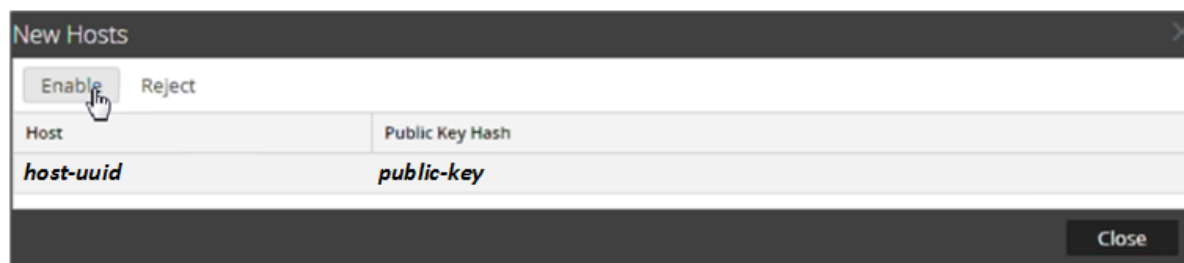 New Hosts
Enable Reject
Host Public Key Hash
host-uuid public-key
Close